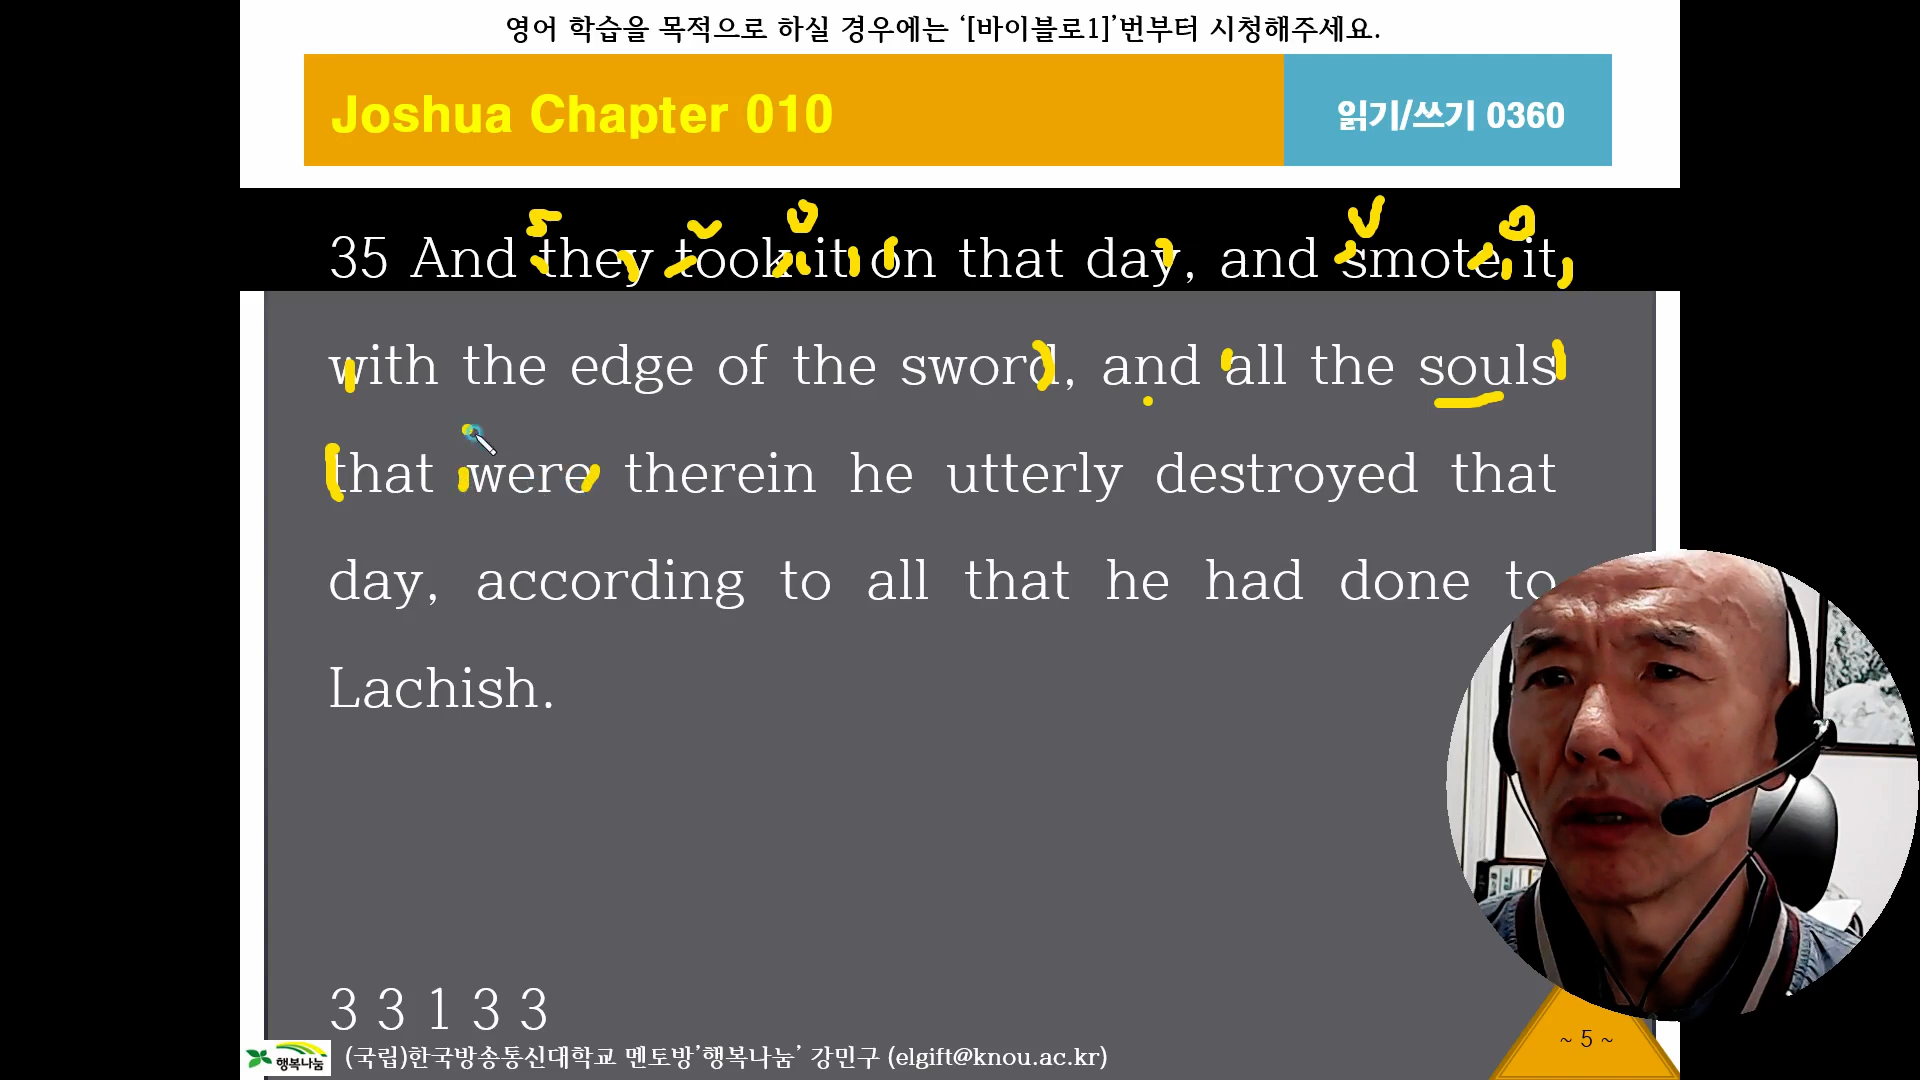 영어 학습을 목적으로 하실 경우에는 ‘[바이블로1]’번부터 시청해주세요.
Joshua Chapter 010
읽기/쓰기 0360
35 And they took it on that day, and smote it
with the edge of the sword, and all the souls
that were therein he utterly destroyed that
day, according to all that he had done to
Lachish.
3 3 1 3 3
~ 5 ~
행복나눔
(국립)한국방송통신대학교 멘토방’행복나눔’ 강민구 (elgift@knou.ac.kr)